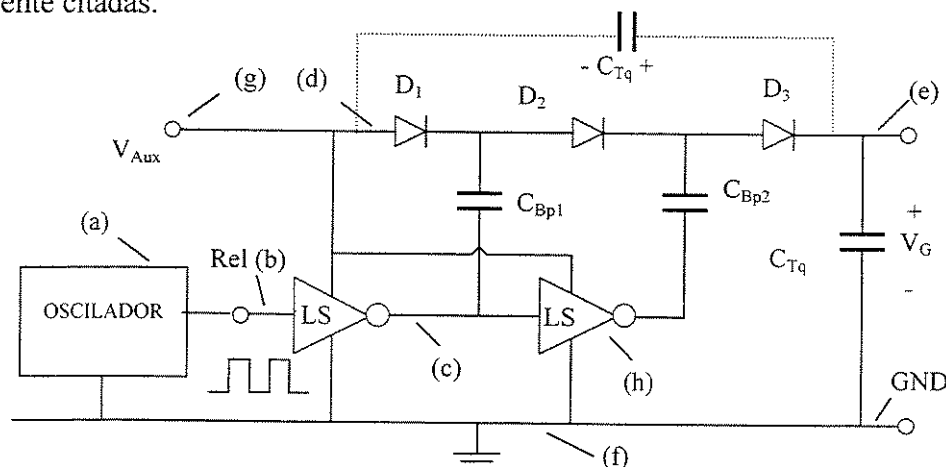 ente citadas.
- C_Tq +
(g)
(d)
D₁
D₂
D₃
(e)
V_Aux
C_Bp1
C_Bp2
+
V_G
-
C_Tq
(a)
Rel (b)
OSCILADOR
LS
LS
(c)
(h)
GND
(f)